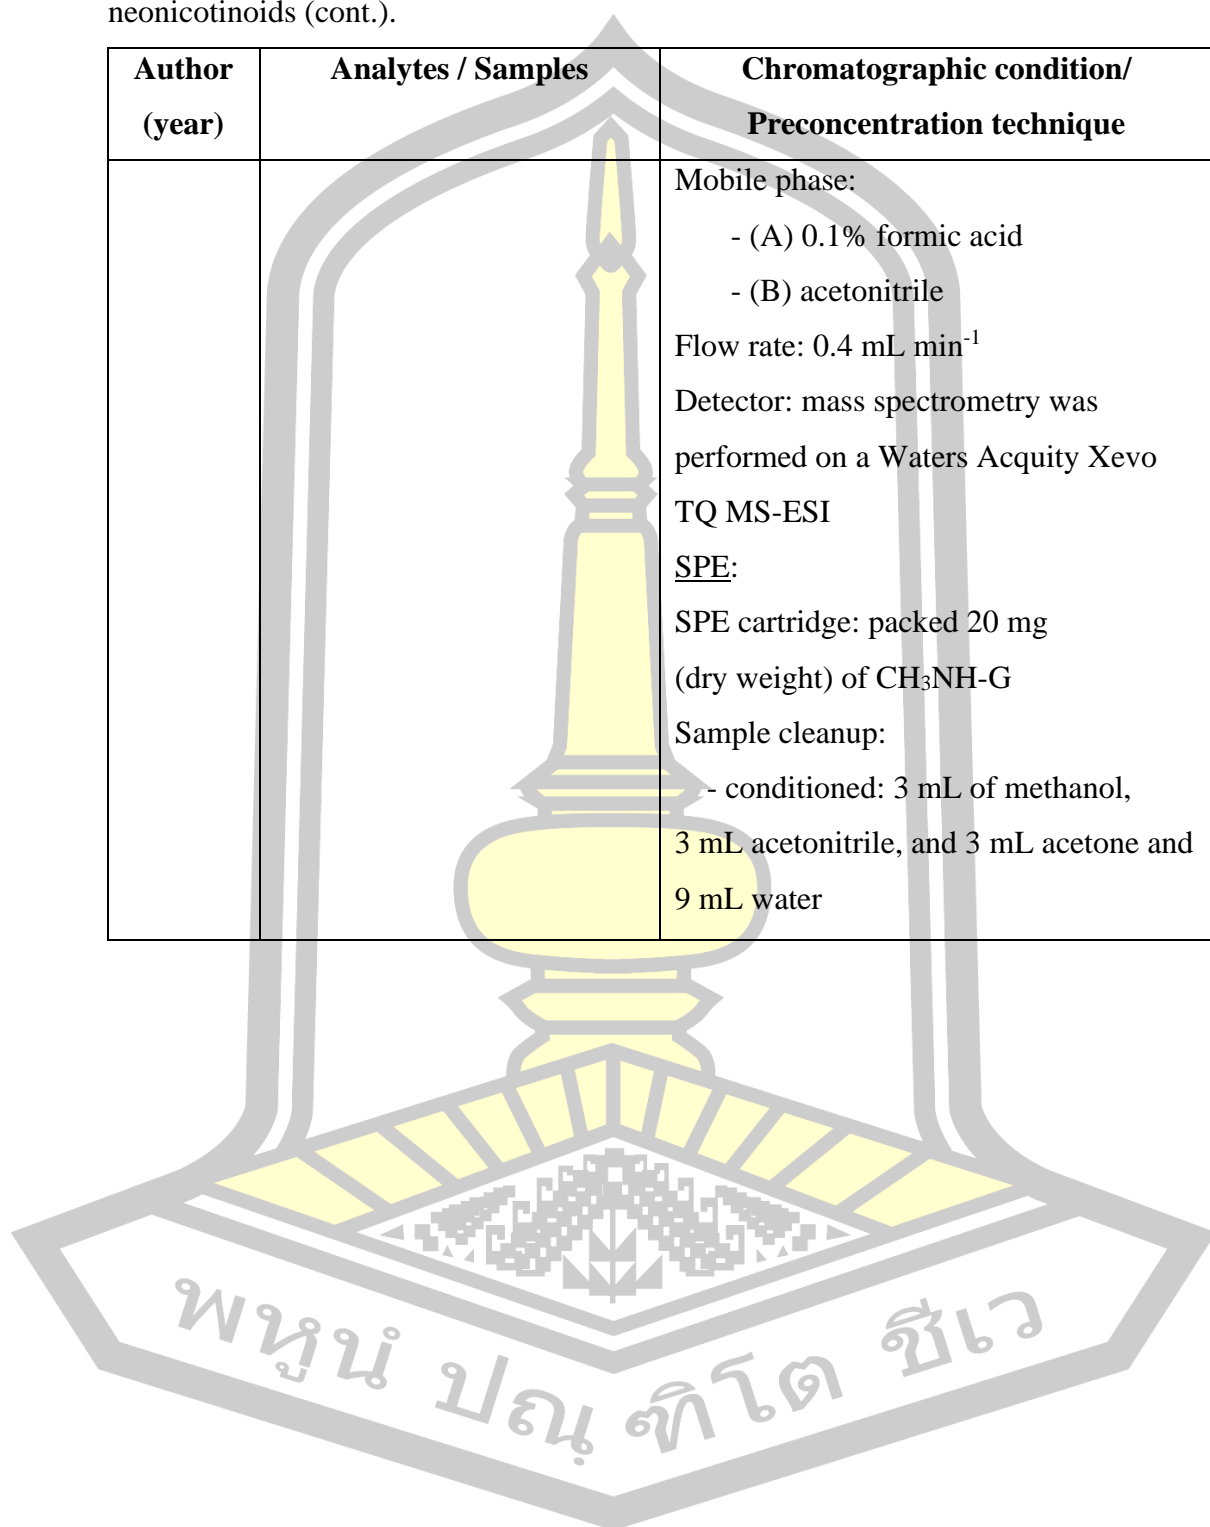 neonicotinoids (cont.).
Author (year)
Analytes / Samples
Chromatographic condition/
Preconcentration technique
Mobile phase:
- (A) 0.1% formic acid
- (B) acetonitrile
Flow rate: 0.4 mL min⁻¹
Detector: mass spectrometry was
performed on a Waters Acquity Xevo
TQ MS-ESI
SPE:
SPE cartridge: packed 20 mg
(dry weight) of CH₃NH-G
Sample cleanup:
- conditioned: 3 mL of methanol,
3 mL acetonitrile, and 3 mL acetone and
9 mL water
พหูนํ ปณฺฑิโต ชีเว